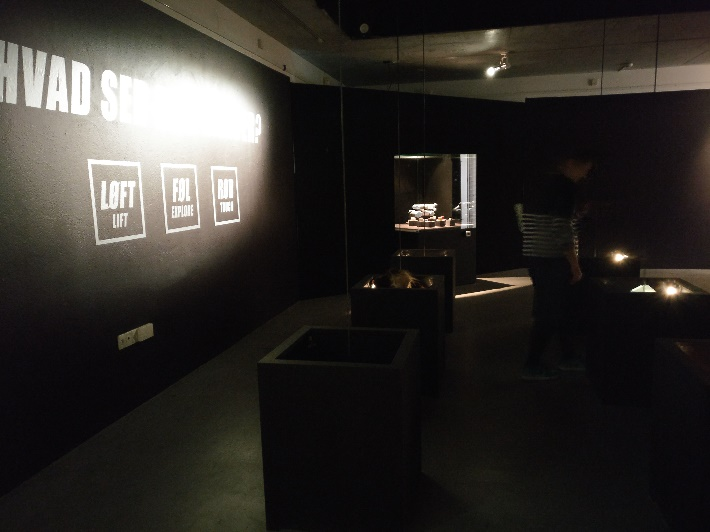 HVAD SER
LØFT
LIFT
FØL
EXPLORE
RØR
TOUCH